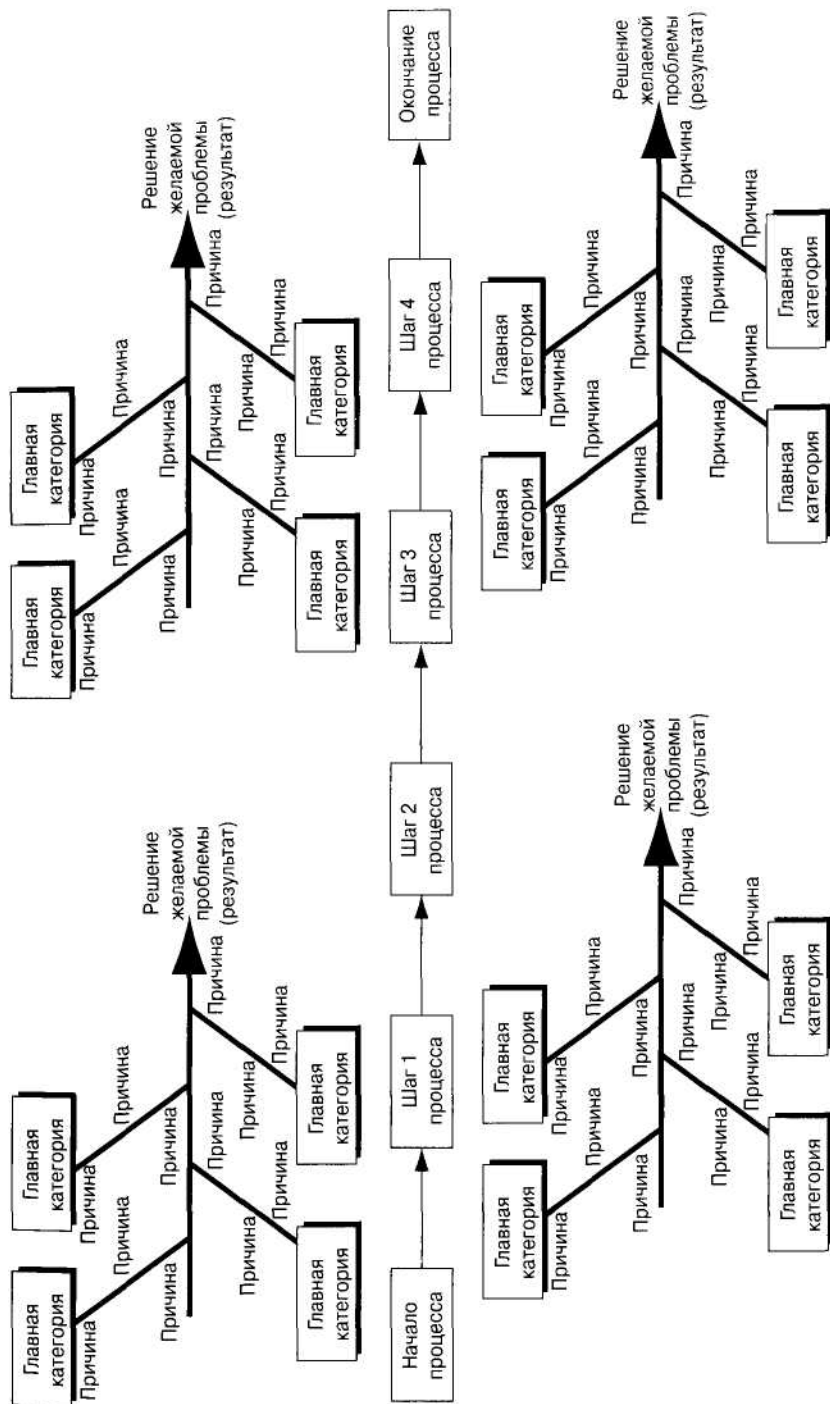 Главная
категория
Главная
категория
Причина
Причина
Причина
Причина
Причина
Причина
Решение
желаемой
проблемы
(результат)
Причина
Причина
Причина
Причина
Причина
Причина
Главная
категория
Главная
категория
Главная
категория
Главная
категория
Причина
Причина
Причина
Причина
Причина
Причина
Решение
желаемой
проблемы
(результат)
Причина
Причина
Причина
Причина
Причина
Причина
Главная
категория
Главная
категория
Начало
процесса
Шаг 1
процесса
Шаг 2
процесса
Шаг 3
процесса
Шаг 4
процесса
Окончание
процесса
Главная
категория
Главная
категория
Причина
Причина
Причина
Причина
Причина
Причина
Решение
желаемой
проблемы
(результат)
Причина
Причина
Причина
Причина
Причина
Причина
Главная
категория
Главная
категория
Главная
категория
Главная
категория
Причина
Причина
Причина
Причина
Причина
Причина
Решение
желаемой
проблемы
(результат)
Причина
Причина
Причина
Причина
Причина
Причина
Главная
категория
Главная
категория